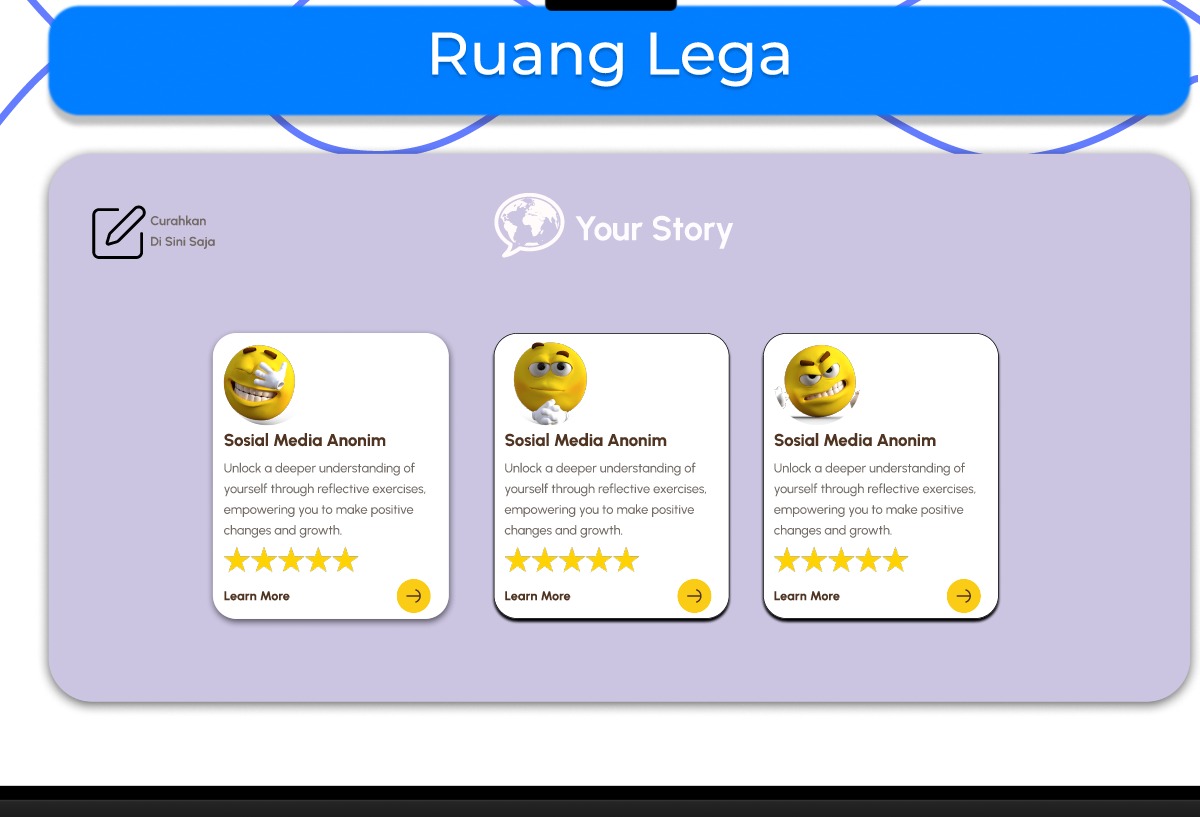 Ruang Lega
Curahkan
Di Sini Saja
Your Story
Sosial Media Anonim
Unlock a deeper understanding of
yourself through reflective exercises,
empowering you to make positive
changes and growth.
Learn More
Sosial Media Anonim
Unlock a deeper understanding of
yourself through reflective exercises,
empowering you to make positive
changes and growth.
Learn More
Sosial Media Anonim
Unlock a deeper understanding of
yourself through reflective exercises,
empowering you to make positive
changes and growth.
Learn More